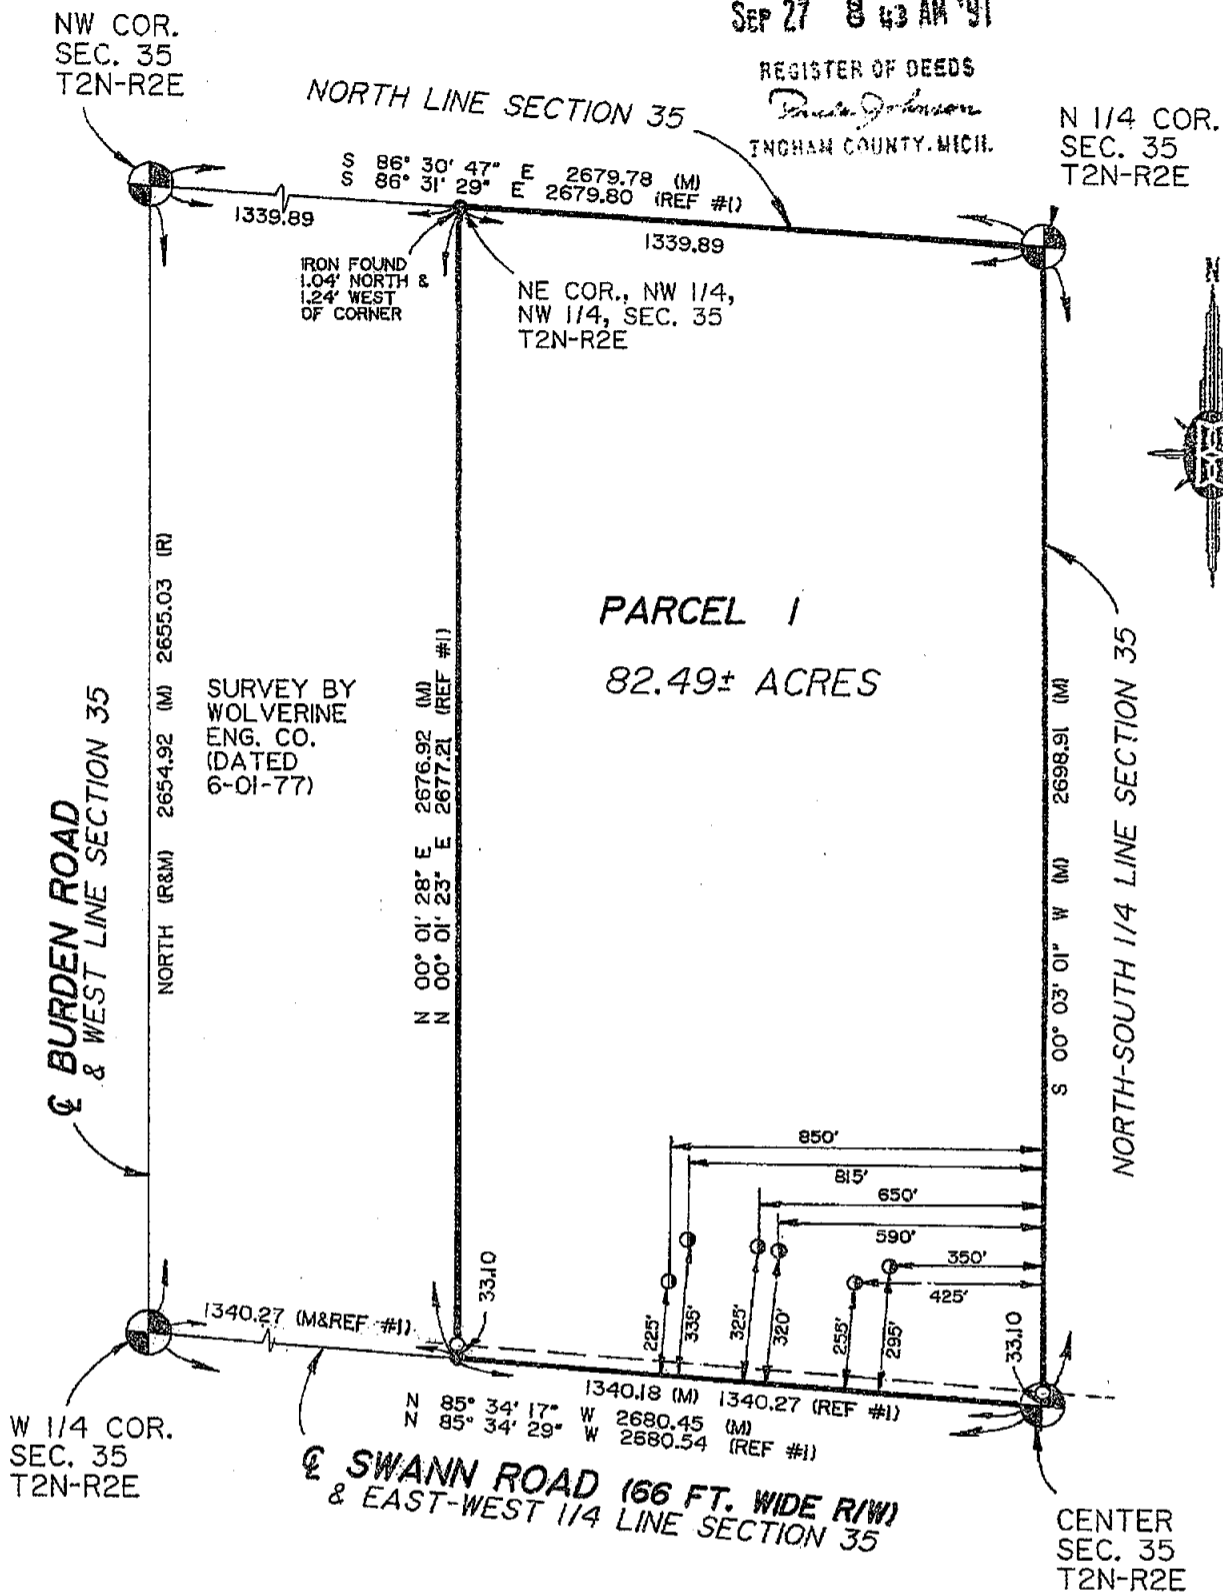 SEP 27 8 43 AM '91
REGISTER OF DEEDS
INGHAM COUNTY, MICH.
NW COR.
SEC. 35
T2N-R2E
NORTH LINE SECTION 35
N 1/4 COR.
SEC. 35
T2N-R2E
S 86° 30' 47" E 2679.78 (M)
S 86° 31' 29" E 2679.80 (REF #1)
1339.89
1339.89
IRON FOUND
1.04' NORTH &
1.24' WEST
OF CORNER
NE COR., NW 1/4,
NW 1/4, SEC. 35
T2N-R2E
N
PARCEL 1
82.49± ACRES
SURVEY BY
WOLVERINE
ENG. CO.
(DATED
6-01-77)
℄ BURDEN ROAD
& WEST LINE SECTION 35
NORTH (R&M) 2654.92 (M) 2655.03 (R)
N 00° 01' 28" E 2676.92 (M)
N 00° 01' 23" E 2677.21 (REF #1)
S 00° 03' 01" W (M) 2698.91 (M)
NORTH-SOUTH 1/4 LINE SECTION 35
850'
815'
650'
590'
350'
425'
225'
335'
325'
320'
255'
295'
33.10
33.10
1340.27 (M&REF #1)
1340.18 (M) 1340.27 (REF #1)
N 85° 34' 17" W 2680.45 (M)
N 85° 34' 29" W 2680.54 (REF #1)
℄ SWANN ROAD (66 FT. WIDE R/W)
& EAST-WEST 1/4 LINE SECTION 35
W 1/4 COR.
SEC. 35
T2N-R2E
CENTER
SEC. 35
T2N-R2E